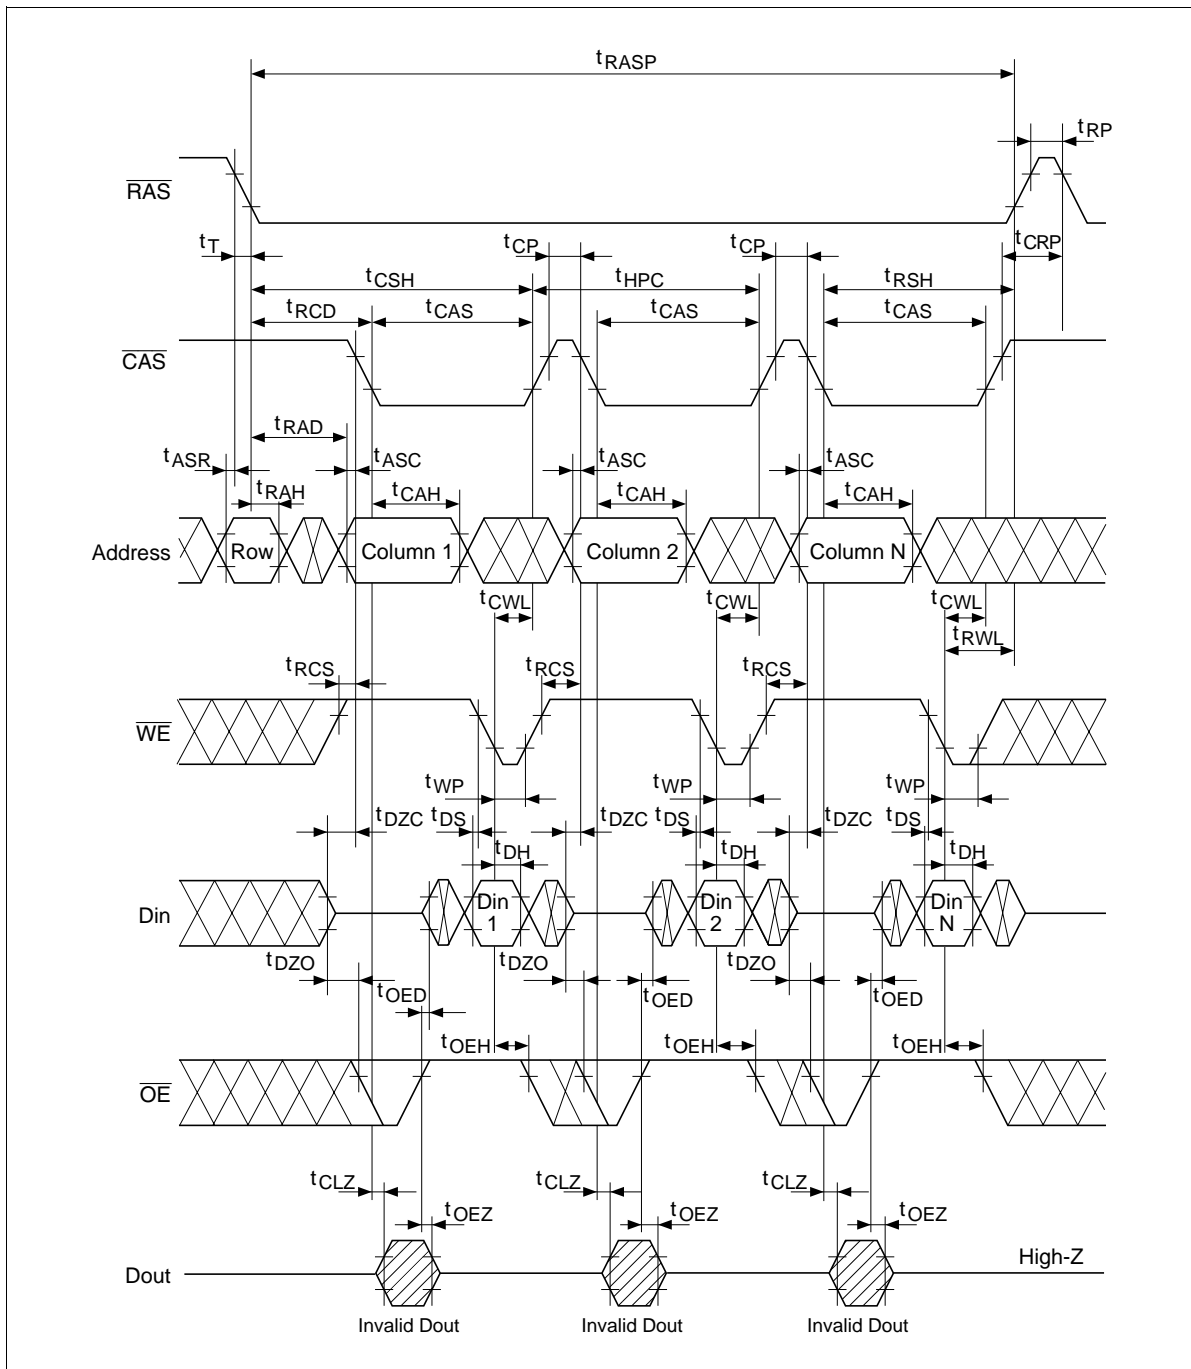 tRASP
tRP
RAS
tT
tCP
tCP
tCRP
tCSH
tHPC
tRSH
tRCD
tCAS
tCAS
tCAS
CAS
tRAD
tASR
tASC
tASC
tASC
tRAH
tCAH
tCAH
tCAH
Address
Row
Column 1
Column 2
Column N
tCWL
tCWL
tCWL
tRWL
tRCS
tRCS
tRCS
WE
tWP
tWP
tWP
tDZC
tDS
tDZC
tDS
tDZC
tDS
tDH
tDH
tDH
Din
Din 1
Din 2
Din N
tDZO
tDZO
tDZO
tOED
tOED
tOED
tOEH
tOEH
tOEH
OE
tCLZ
tCLZ
tCLZ
tOEZ
tOEZ
tOEZ
Dout
High-Z
Invalid Dout
Invalid Dout
Invalid Dout